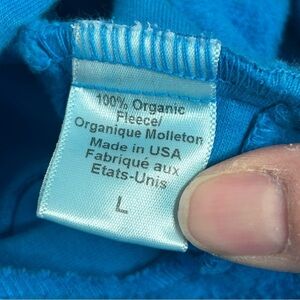 100% Organic
Fleece/
Organique Molleton
Made in USA
Fabriqué aux
Etats-Unis
L